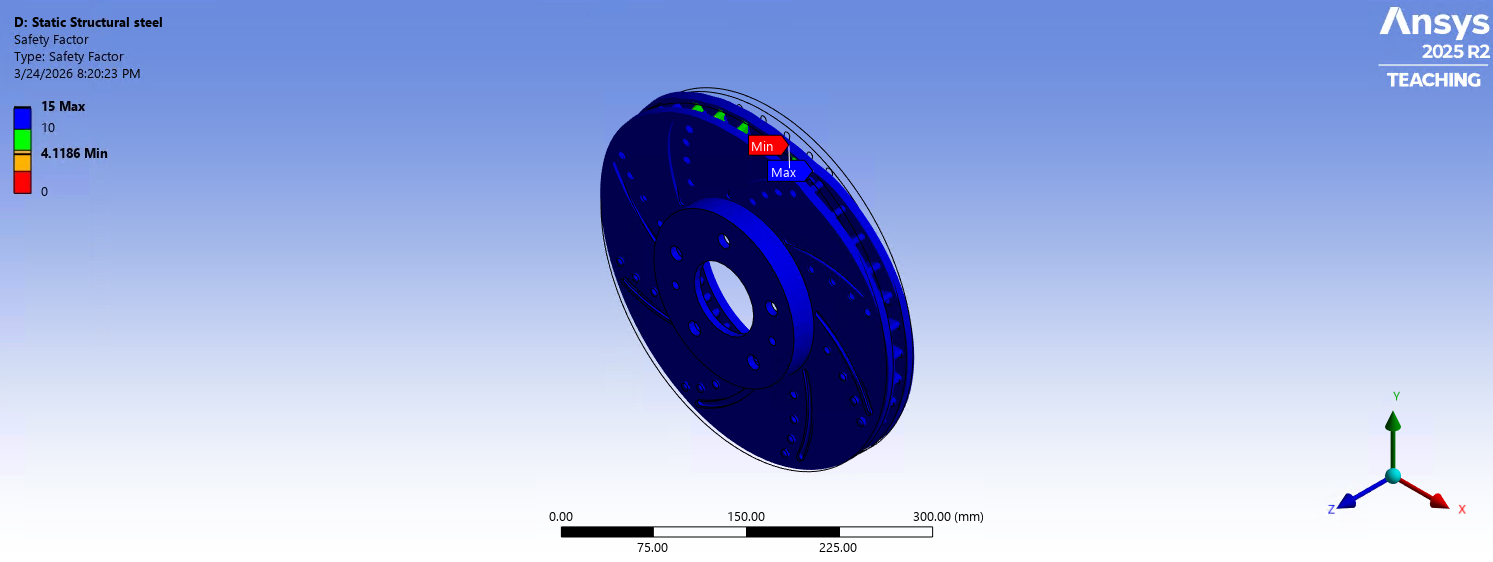 D: Static Structural steel
Safety Factor
Type: Safety Factor
3/24/2026 8:20:23 PM
15 Max
10
4.1186 Min
0
Ansys
2025 R2
TEACHING
Min
Max
0.00 150.00 300.00 (mm)
75.00 225.00
Y
Z X